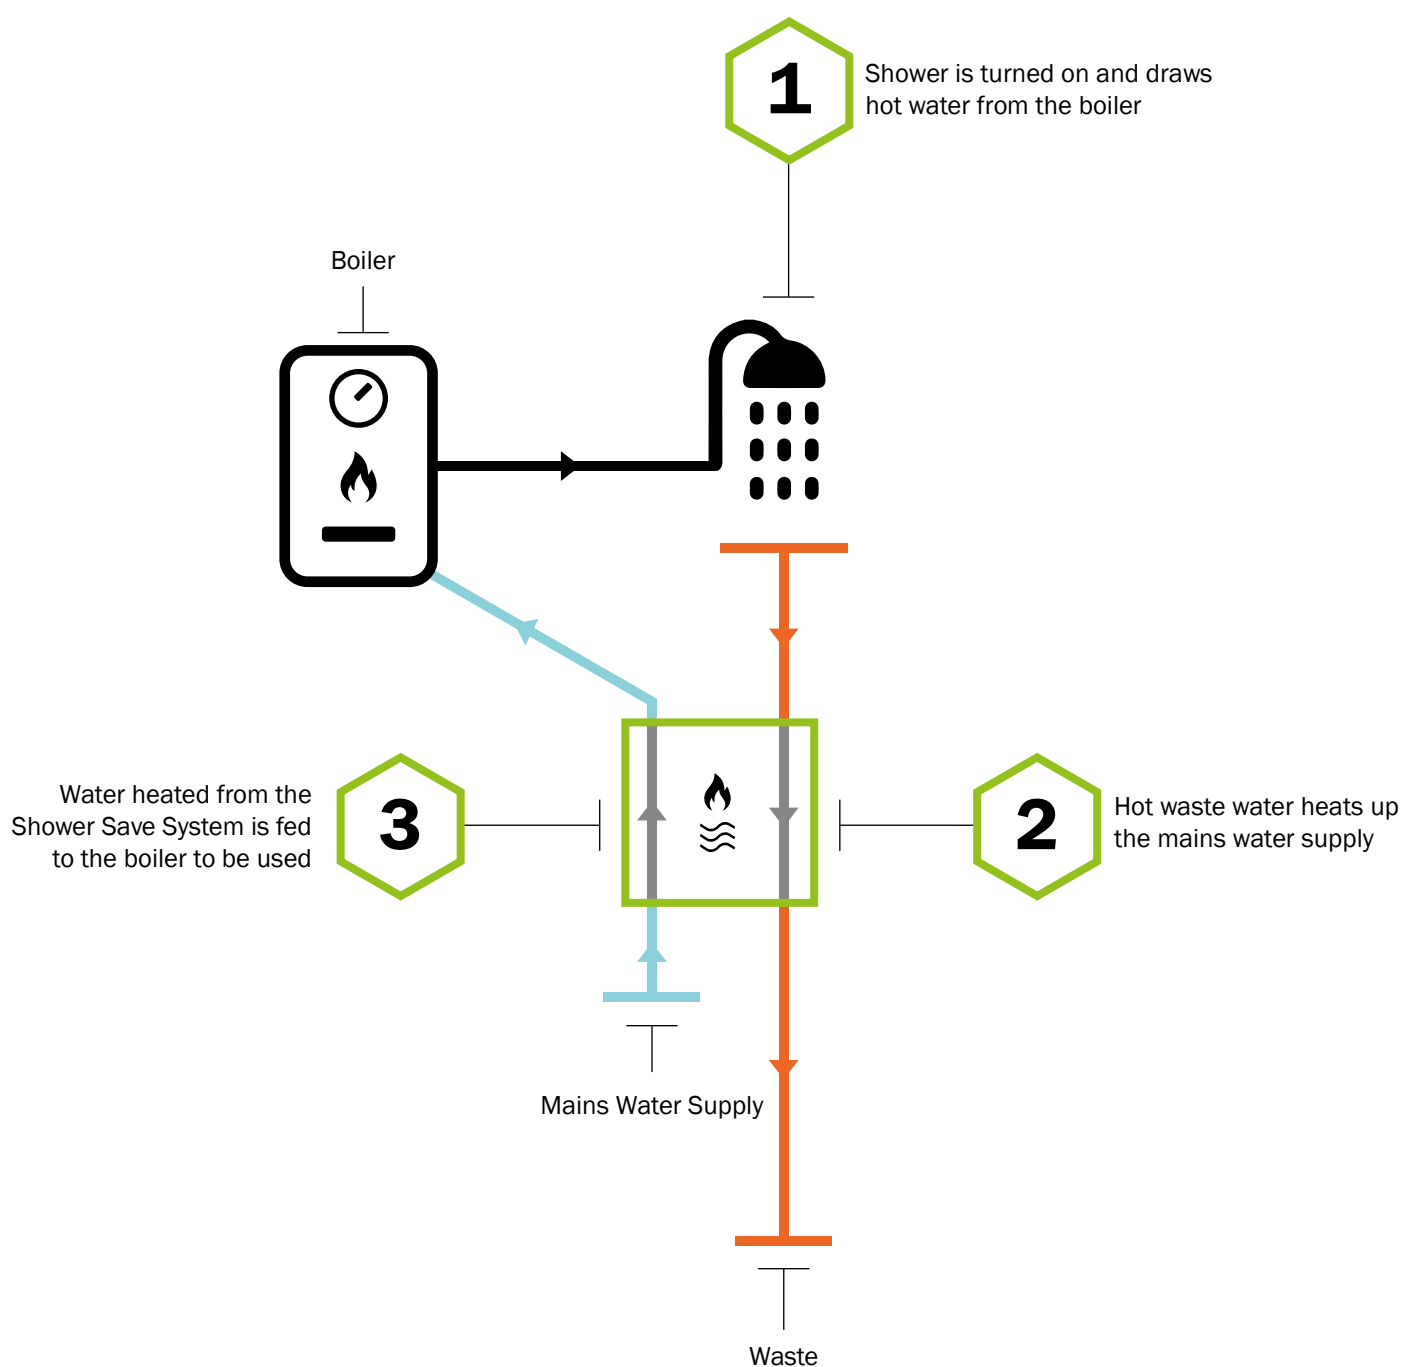 1
Shower is turned on and draws
hot water from the boiler
Boiler
Water heated from the
Shower Save System is fed
to the boiler to be used
3
2
Hot waste water heats up
the mains water supply
Mains Water Supply
Waste